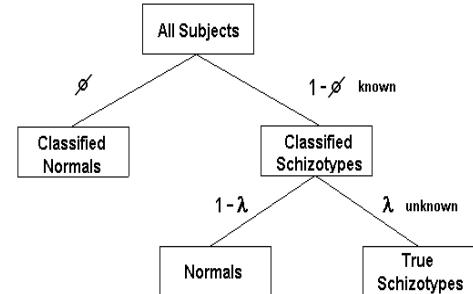 All Subjects
ø
1-ø known
Classified
Normals
Classified
Schizotypes
1-λ
λ unknown
Normals
True
Schizotypes